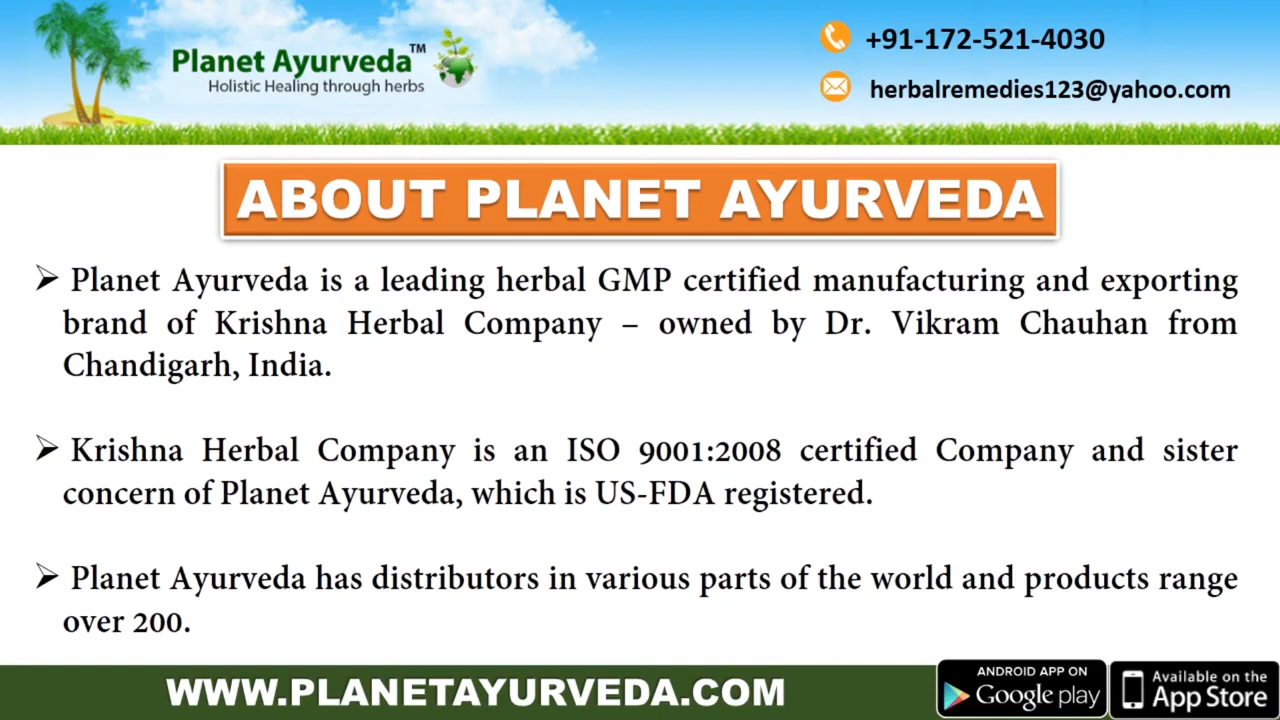 Planet Ayurveda™
Holistic Healing through herbs
+91-172-521-4030
herbalremedies123@yahoo.com
ABOUT PLANET AYURVEDA
➢ Planet Ayurveda is a leading herbal GMP certified manufacturing and exporting
brand of Krishna Herbal Company – owned by Dr. Vikram Chauhan from
Chandigarh, India.
➢ Krishna Herbal Company is an ISO 9001:2008 certified Company and sister
concern of Planet Ayurveda, which is US-FDA registered.
➢ Planet Ayurveda has distributors in various parts of the world and products range
over 200.
WWW.PLANETAYURVEDA.COM
ANDROID APP ON
Google play
Available on the
App Store